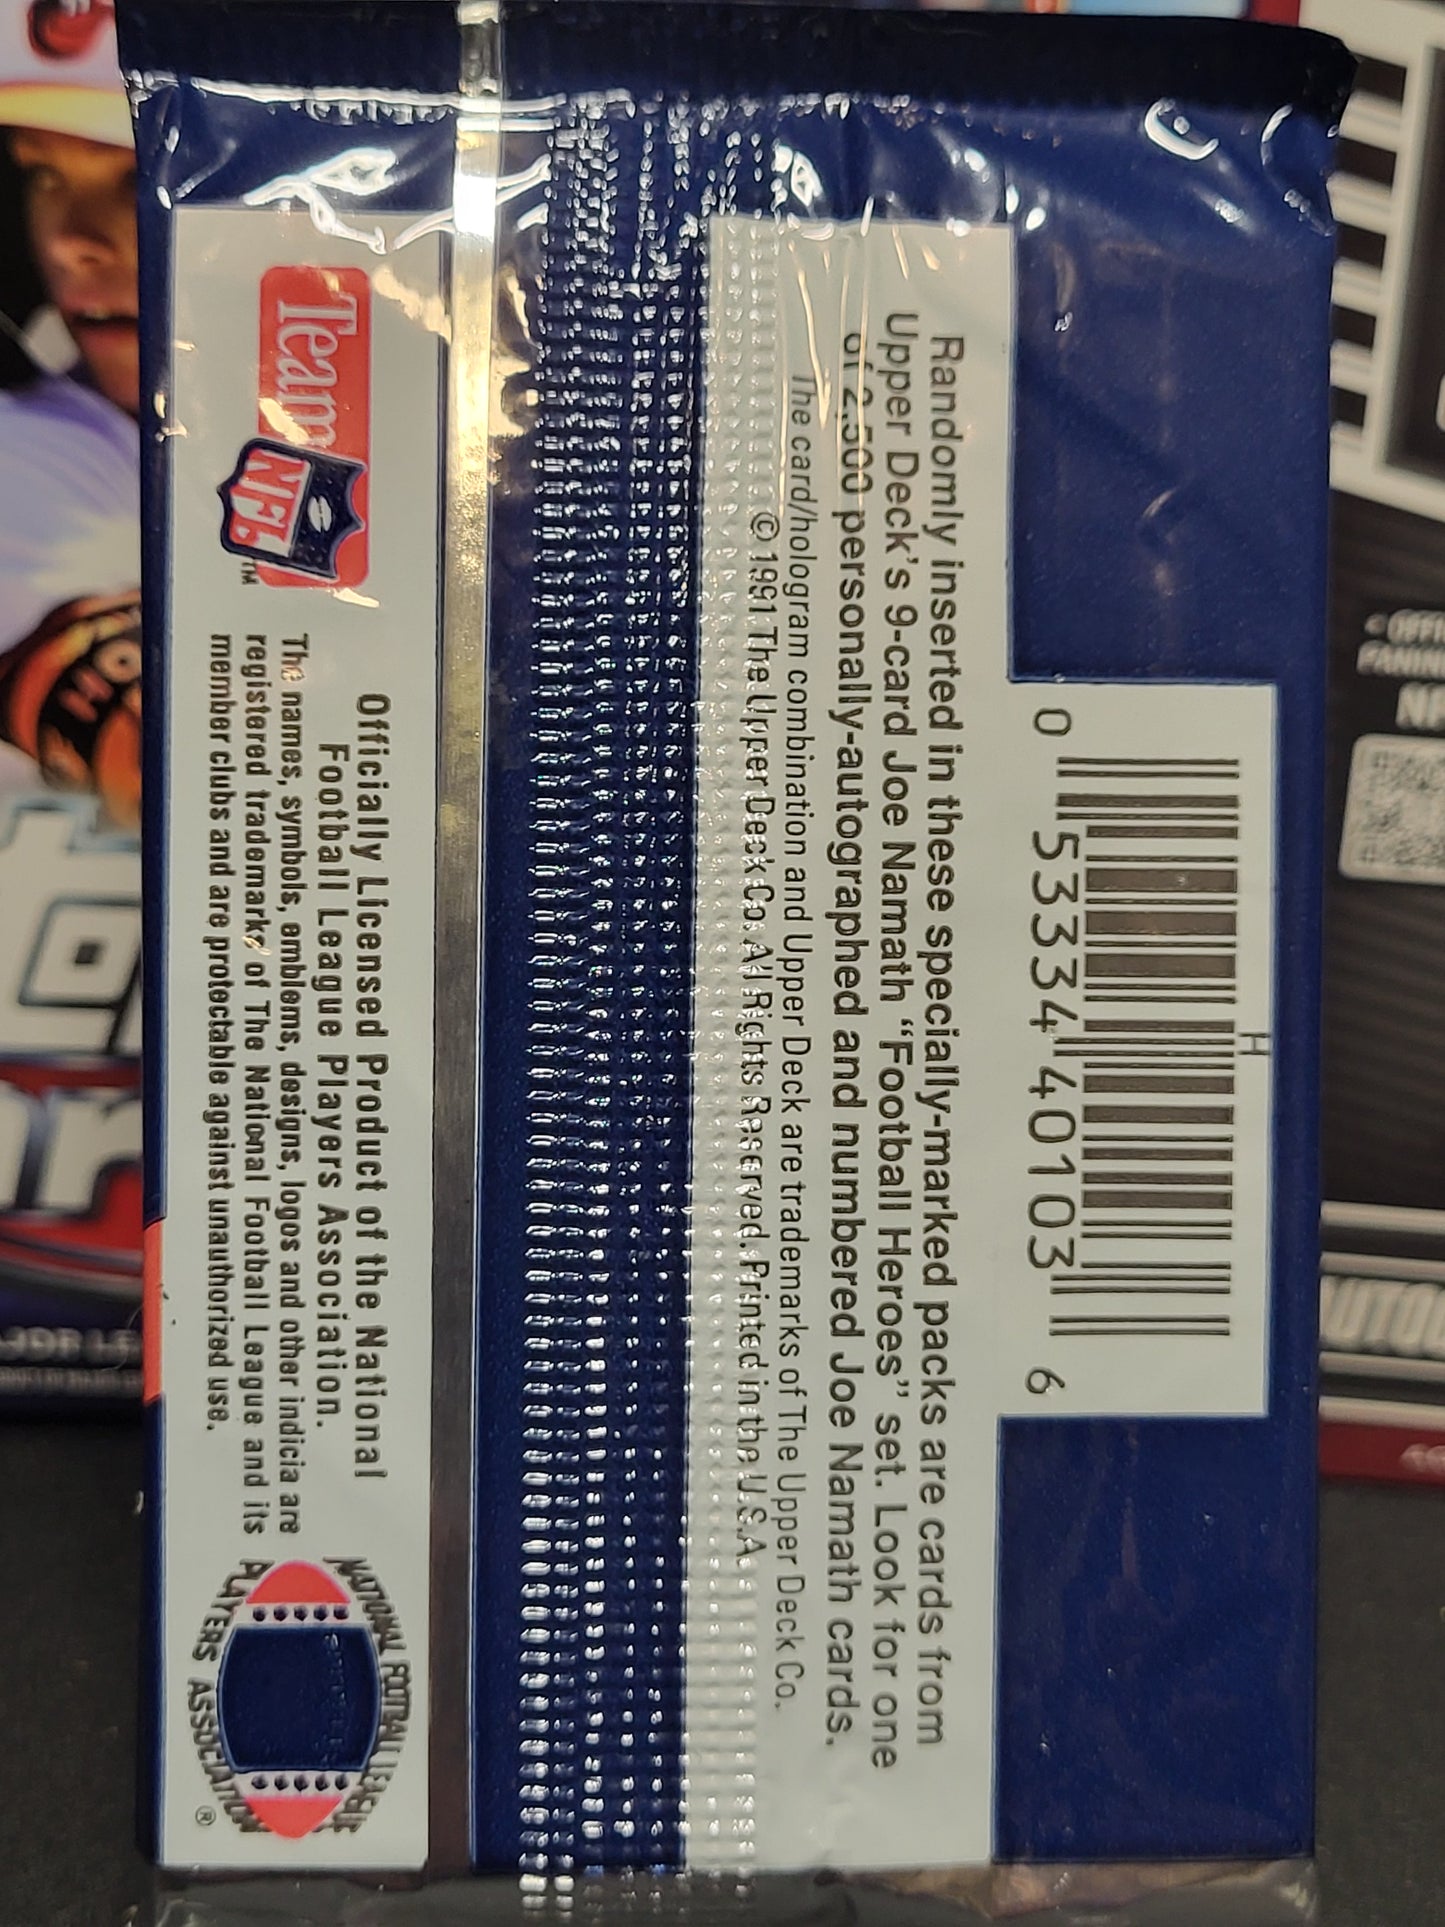 H
0 53334 40103 6
Randomly inserted in these specially-marked packs are cards from
Upper Deck's 9-card Joe Namath "Football Heroes" set. Look for one
of 2,500 personally-autographed and numbered Joe Namath cards.
The card/hologram combination and Upper Deck are trademarks of The Upper Deck Co.
© 1991 The Upper Deck Co. All Rights Reserved. Printed in the U.S.A.
Team NFL TM
Officially Licensed Product of the National
Football League Players Association.
The names, symbols, emblems, designs, logos and other indicia are
registered trademarks of The National Football League and its
member clubs and are protectable against unauthorized use.
NATIONAL FOOTBALL LEAGUE
PLAYERS ASSOCIATION ®